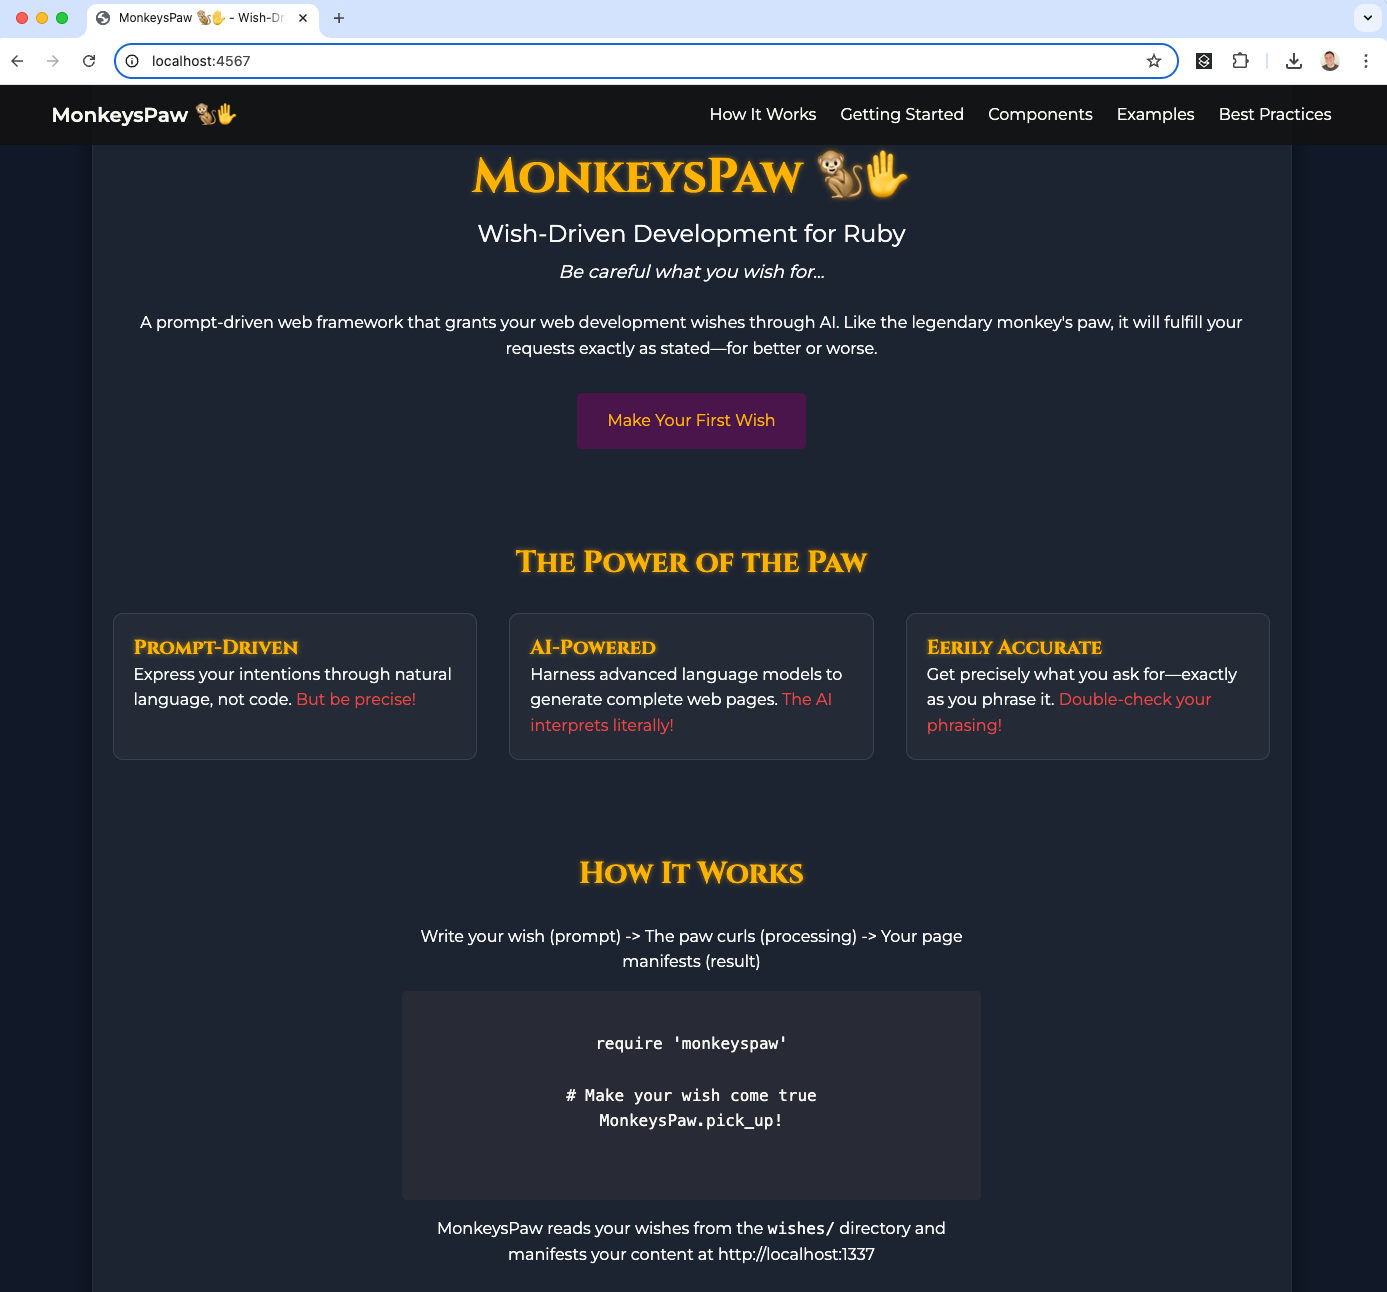 MonkeysPaw 🐒✋ - Wish-Dr
localhost:4567
MonkeysPaw 🐒✋
How It Works Getting Started Components Examples Best Practices
MonkeysPaw 🐒✋
Wish-Driven Development for Ruby
Be careful what you wish for...
A prompt-driven web framework that grants your web development wishes through AI. Like the legendary monkey's paw, it will fulfill your
requests exactly as stated—for better or worse.
Make Your First Wish
The Power of the Paw
Prompt-Driven
Express your intentions through natural
language, not code. But be precise!
AI-Powered
Harness advanced language models to
generate complete web pages. The AI
interprets literally!
Eerily Accurate
Get precisely what you ask for—exactly
as you phrase it. Double-check your
phrasing!
How It Works
Write your wish (prompt) -> The paw curls (processing) -> Your page
manifests (result)
require 'monkeyspaw'
# Make your wish come true
MonkeysPaw.pick_up!
MonkeysPaw reads your wishes from the wishes/ directory and
manifests your content at http://localhost:1337